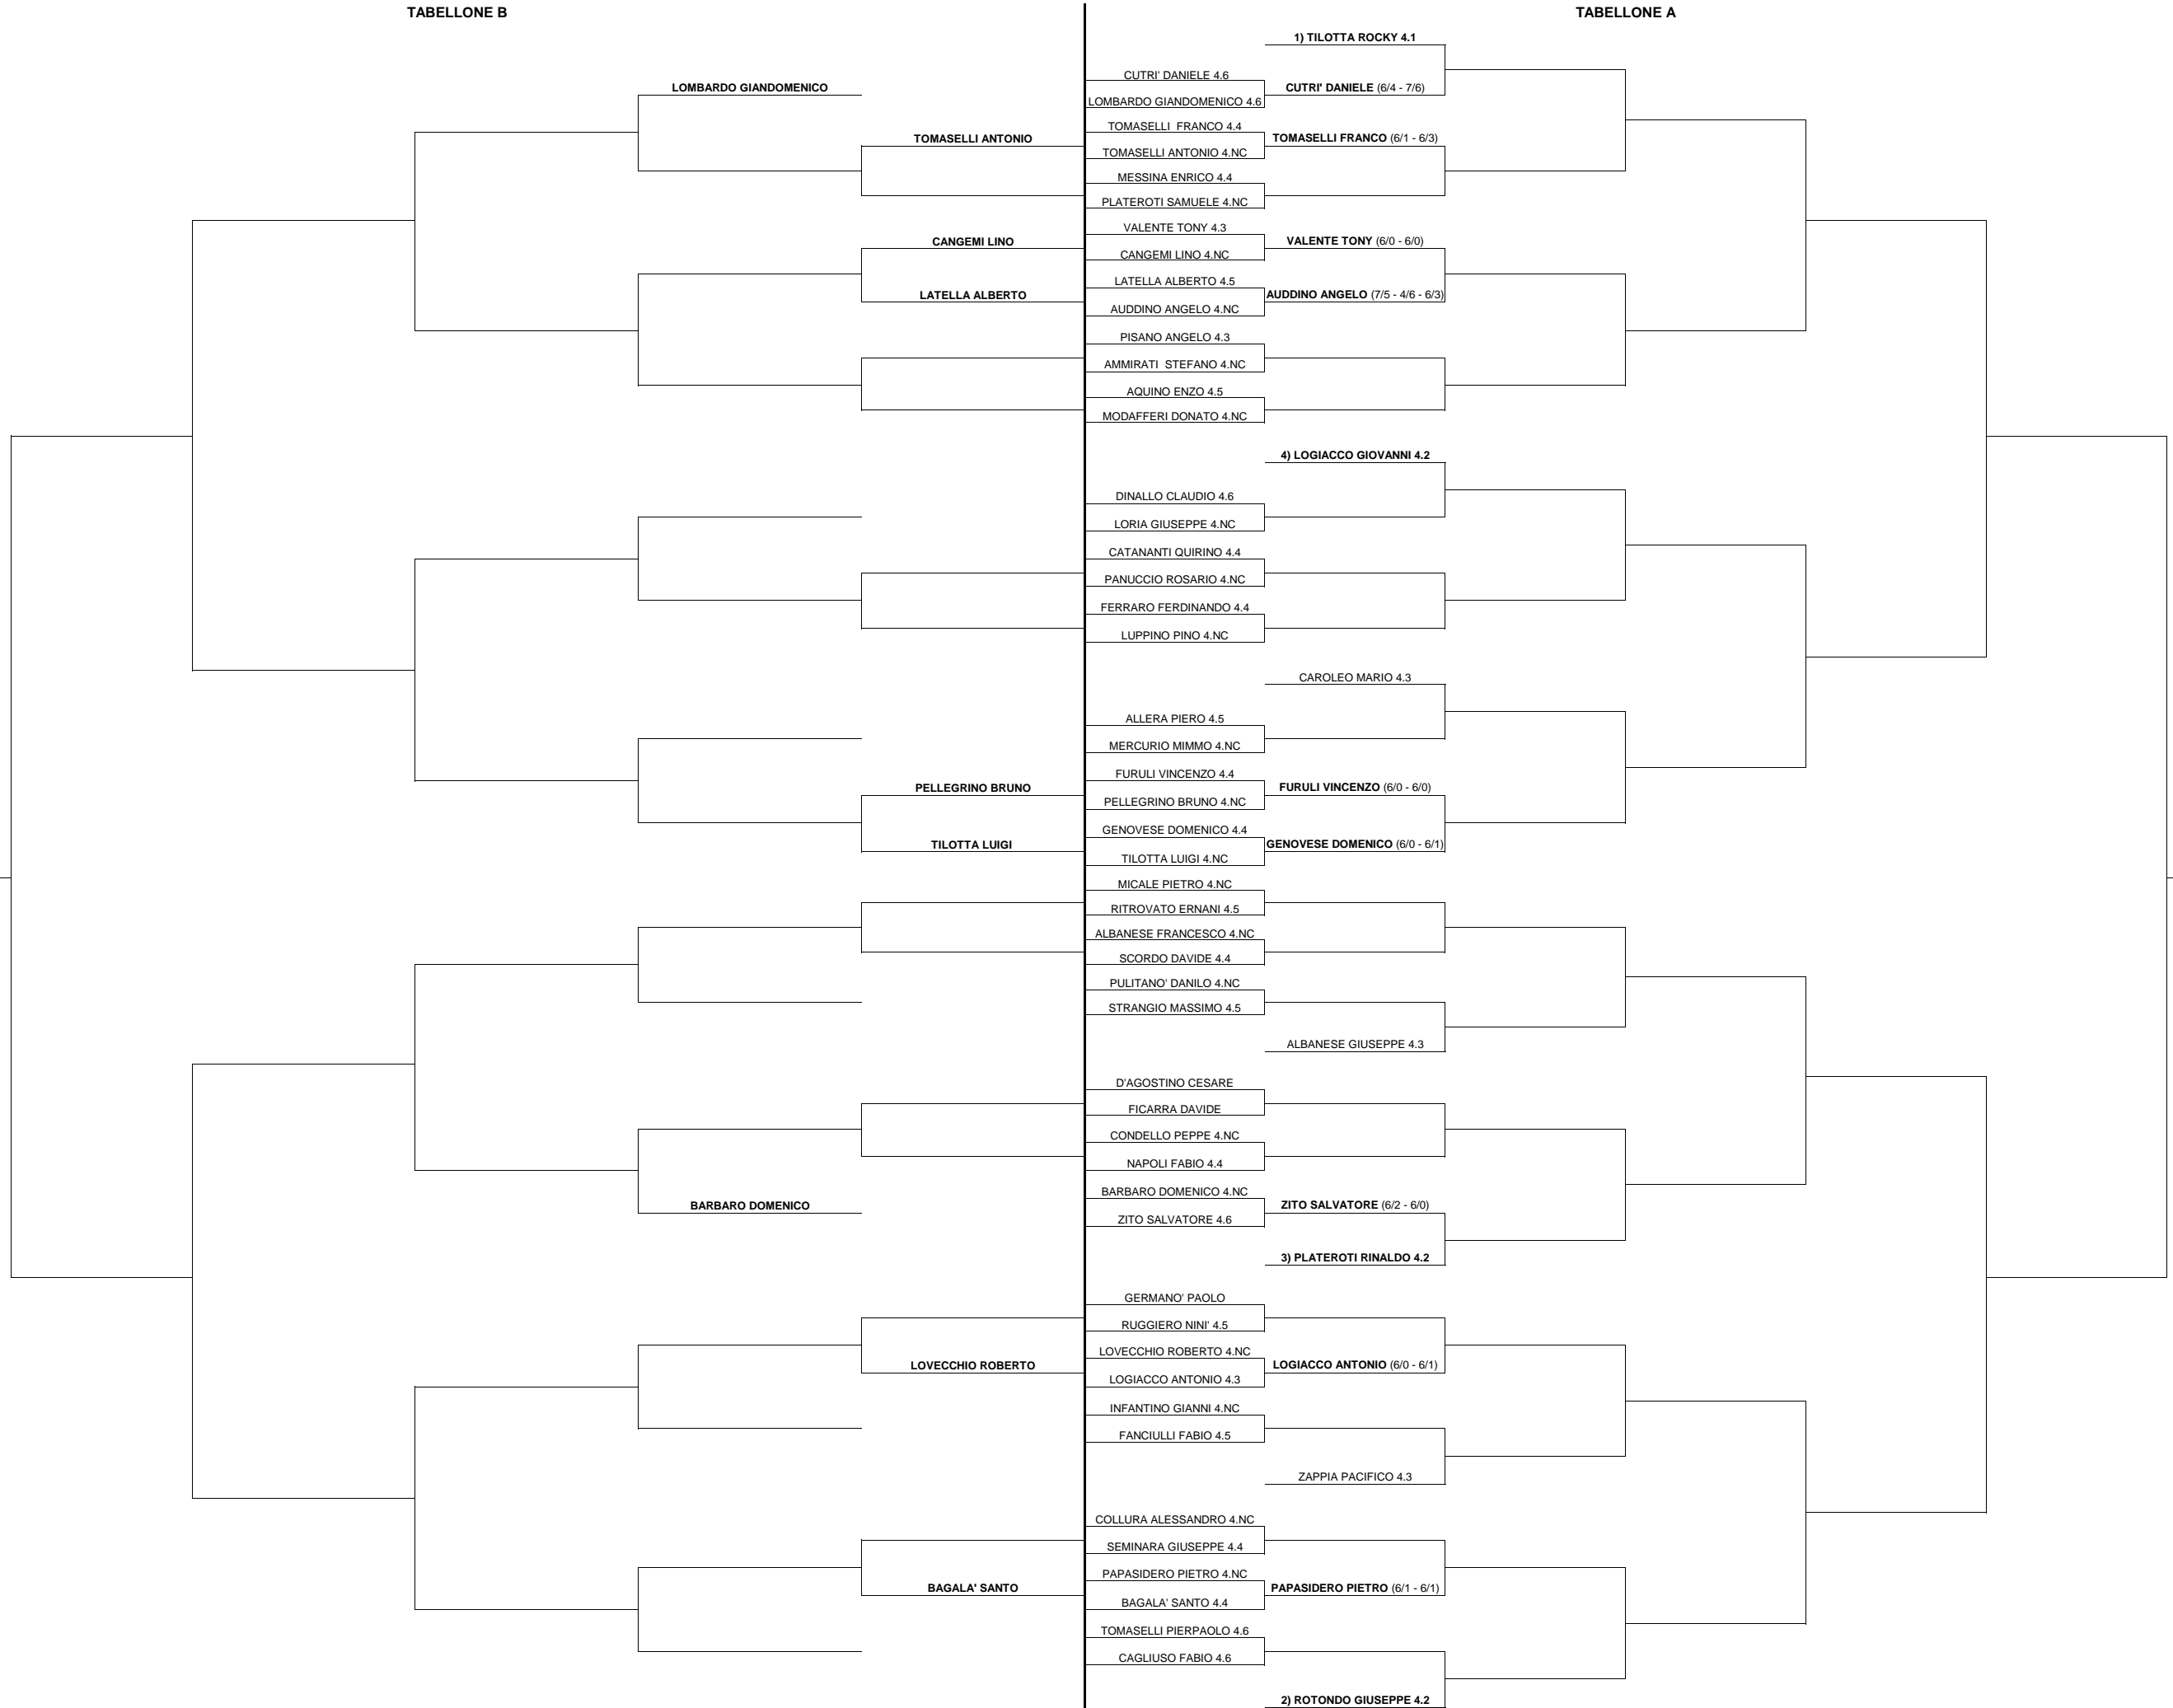 TABELLONE B
TABELLONE A
1) TILOTTA ROCKY 4.1
CUTRI' DANIELE 4.6
LOMBARDO GIANDOMENICO
CUTRI' DANIELE (6/4 - 7/6)
LOMBARDO GIANDOMENICO 4.6
TOMASELLI  FRANCO 4.4
TOMASELLI ANTONIO
TOMASELLI FRANCO (6/1 - 6/3)
TOMASELLI ANTONIO 4.NC
MESSINA ENRICO 4.4
PLATEROTI SAMUELE 4.NC
VALENTE TONY 4.3
CANGEMI LINO
VALENTE TONY (6/0 - 6/0)
CANGEMI LINO 4.NC
LATELLA ALBERTO 4.5
LATELLA ALBERTO
AUDDINO ANGELO (7/5 - 4/6 - 6/3)
AUDDINO ANGELO 4.NC
PISANO ANGELO 4.3
AMMIRATI  STEFANO 4.NC
AQUINO ENZO 4.5
MODAFFERI DONATO 4.NC
4) LOGIACCO GIOVANNI 4.2
DINALLO CLAUDIO 4.6
LORIA GIUSEPPE 4.NC
CATANANTI QUIRINO 4.4
PANUCCIO ROSARIO 4.NC
FERRARO FERDINANDO 4.4
LUPPINO PINO 4.NC
CAROLEO MARIO 4.3
ALLERA PIERO 4.5
MERCURIO MIMMO 4.NC
FURULI VINCENZO 4.4
PELLEGRINO BRUNO
FURULI VINCENZO (6/0 - 6/0)
PELLEGRINO BRUNO 4.NC
GENOVESE DOMENICO 4.4
TILOTTA LUIGI
GENOVESE DOMENICO (6/0 - 6/1)
TILOTTA LUIGI 4.NC
MICALE PIETRO 4.NC
RITROVATO ERNANI 4.5
ALBANESE FRANCESCO 4.NC
SCORDO DAVIDE 4.4
PULITANO' DANILO 4.NC
STRANGIO MASSIMO 4.5
ALBANESE GIUSEPPE 4.3
D'AGOSTINO CESARE
FICARRA DAVIDE
CONDELLO PEPPE 4.NC
NAPOLI FABIO 4.4
BARBARO DOMENICO 4.NC
BARBARO DOMENICO
ZITO SALVATORE (6/2 - 6/0)
ZITO SALVATORE 4.6
3) PLATEROTI RINALDO 4.2
GERMANO' PAOLO
RUGGIERO NINI' 4.5
LOVECCHIO ROBERTO 4.NC
LOVECCHIO ROBERTO
LOGIACCO ANTONIO (6/0 - 6/1)
LOGIACCO ANTONIO 4.3
INFANTINO GIANNI 4.NC
FANCIULLI FABIO 4.5
ZAPPIA PACIFICO 4.3
COLLURA ALESSANDRO 4.NC
SEMINARA GIUSEPPE 4.4
PAPASIDERO PIETRO 4.NC
BAGALA' SANTO
PAPASIDERO PIETRO (6/1 - 6/1)
BAGALA' SANTO 4.4
TOMASELLI PIERPAOLO 4.6
CAGLIUSO FABIO 4.6
2) ROTONDO GIUSEPPE 4.2